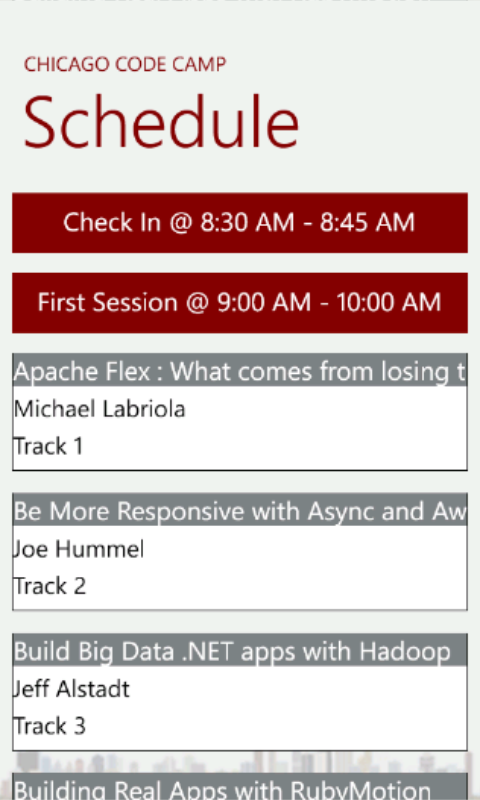 CHICAGO CODE CAMP
Schedule
Check In @ 8:30 AM - 8:45 AM
First Session @ 9:00 AM - 10:00 AM
Apache Flex : What comes from losing t
Michael Labriola
Track 1
Be More Responsive with Async and Aw
Joe Hummel
Track 2
Build Big Data .NET apps with Hadoop
Jeff Alstadt
Track 3
Building Real Apps with RubyMotion